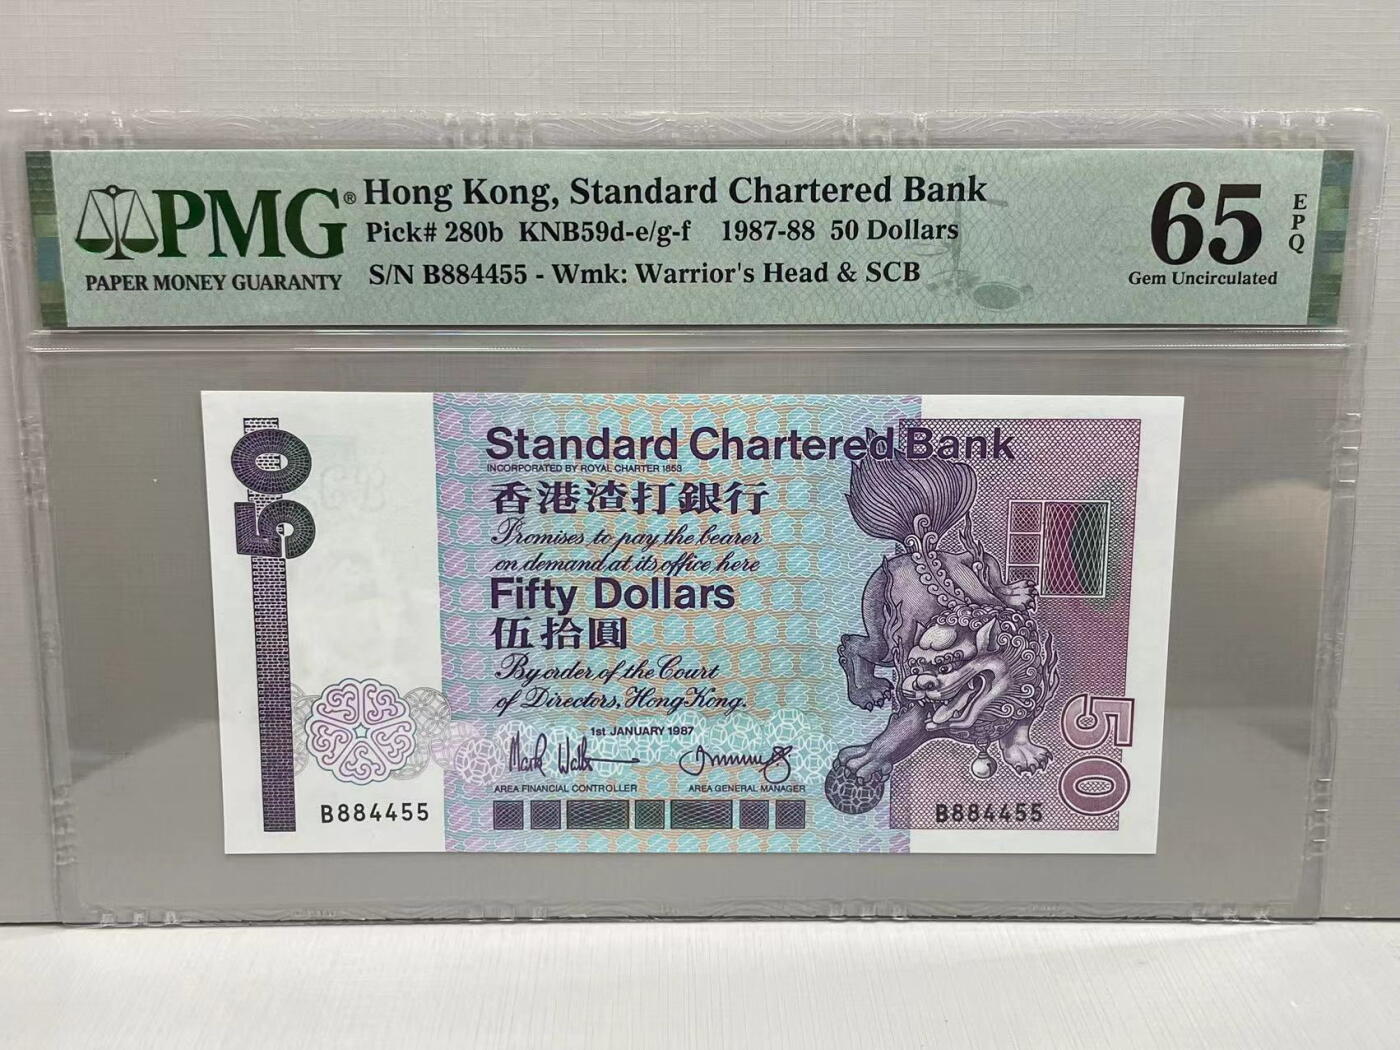 PMG®
PAPER MONEY GUARANTY
Hong Kong, Standard Chartered Bank
Pick# 280b KNB59d-e/g-f 1987-88 50 Dollars
S/N B884455 - Wmk: Warrior's Head & SCB
65
EPQ
Gem Uncirculated
50
Standard Chartered Bank
INCORPORATED BY ROYAL CHARTER 1853
香港渣打銀行
Promises to pay the bearer
on demand at its office here
Fifty Dollars
伍拾圓
By order of the Court
of Directors, Hong Kong.
1st JANUARY 1987
AREA FINANCIAL CONTROLLER
AREA GENERAL MANAGER
B884455
B884455
50